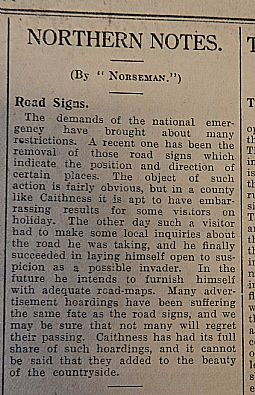 NORTHERN NOTES.
(By " NORSEMAN.")
Road Signs.
The demands of the national emer-
gency have brought about many
restrictions. A recent one has been the
removal of those road signs which
indicate the position and direction of
certain places. The object of such
action is fairly obvious, but in a county
like Caithness it is apt to have embar-
rassing results for some visitors on
holiday. The other day such a visitor
had to make some local inquiries about
the road he was taking, and he finally
succeeded in laying himself open to sus-
picion as a possible invader. In the
future he intends to furnish himself
with adequate road-maps. Many adver-
tisement hoardings have been suffering
the same fate as the road signs, and we
may be sure that not many will regret
their passing. Caithness has had its full
share of such hoardings, and it cannot
be said that they added to the beauty
of the countryside.